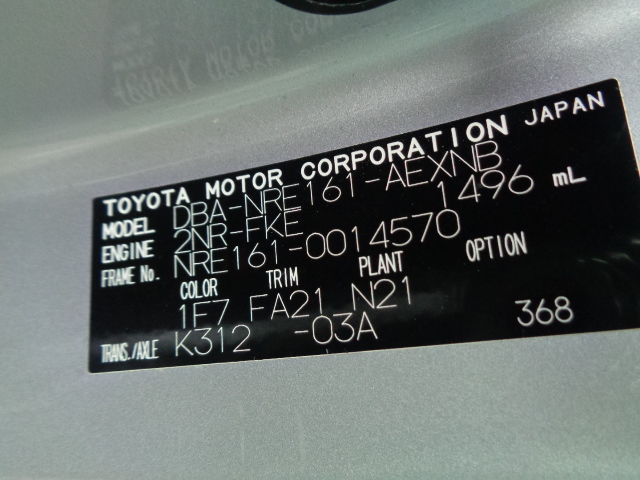 TOYOTA MOTOR CORPORATION JAPAN
MODEL DBA-NRE161-AEXNB
ENGINE 2NR-FKE 1496 mL
FRAME No. NRE161-0014570
COLOR TRIM PLANT OPTION
1F7 FA21 N21
TRANS./AXLE K312 -03A 368